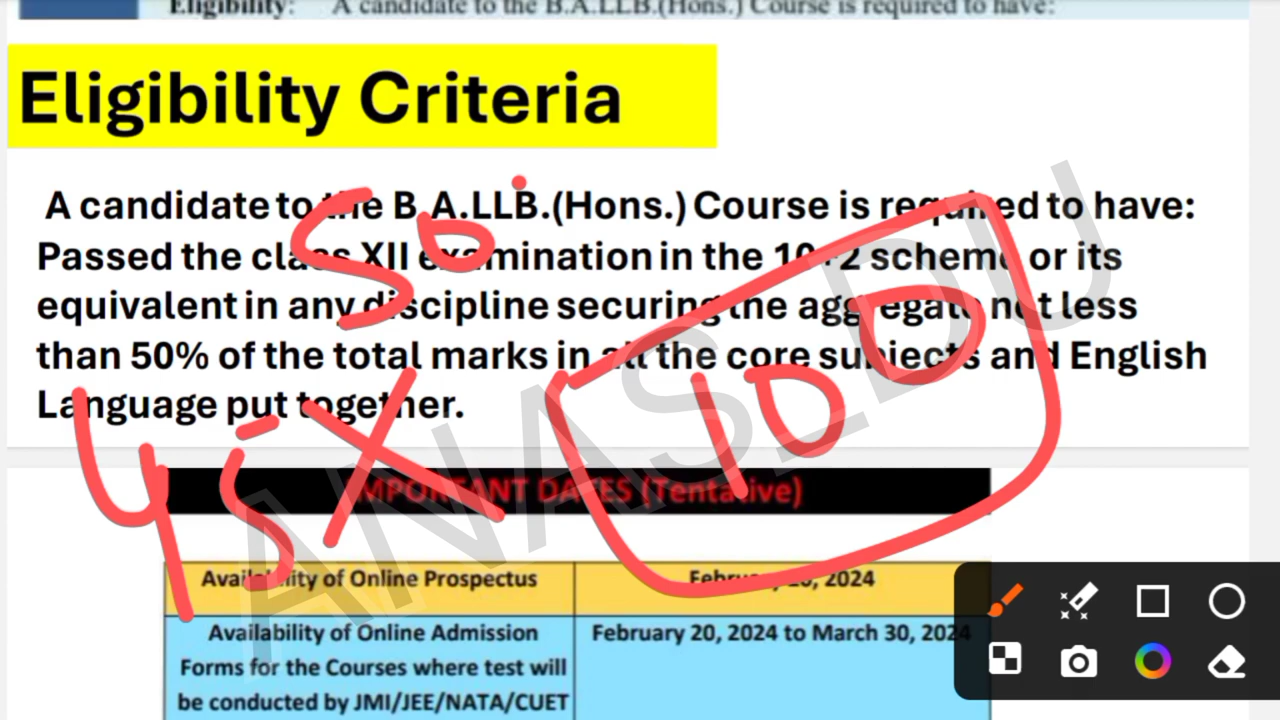 Eligibility: A candidate to the B.A.LLB.(Hons.) Course is required to have:
Eligibility Criteria
A candidate to the B.A.LLB.(Hons.) Course is required to have:
Passed the class XII examination in the 10+2 scheme or its
equivalent in any discipline securing the aggregate not less
than 50% of the total marks in all the core subjects and English
Language put together.
50
45 X 100
ANAS_DU
IMPORTANT DATES (Tentative)
Availability of Online Prospectus February 20, 2024
Availability of Online Admission February 20, 2024 to March 30, 2024
Forms for the Courses where test will
be conducted by JMI/JEE/NATA/CUET